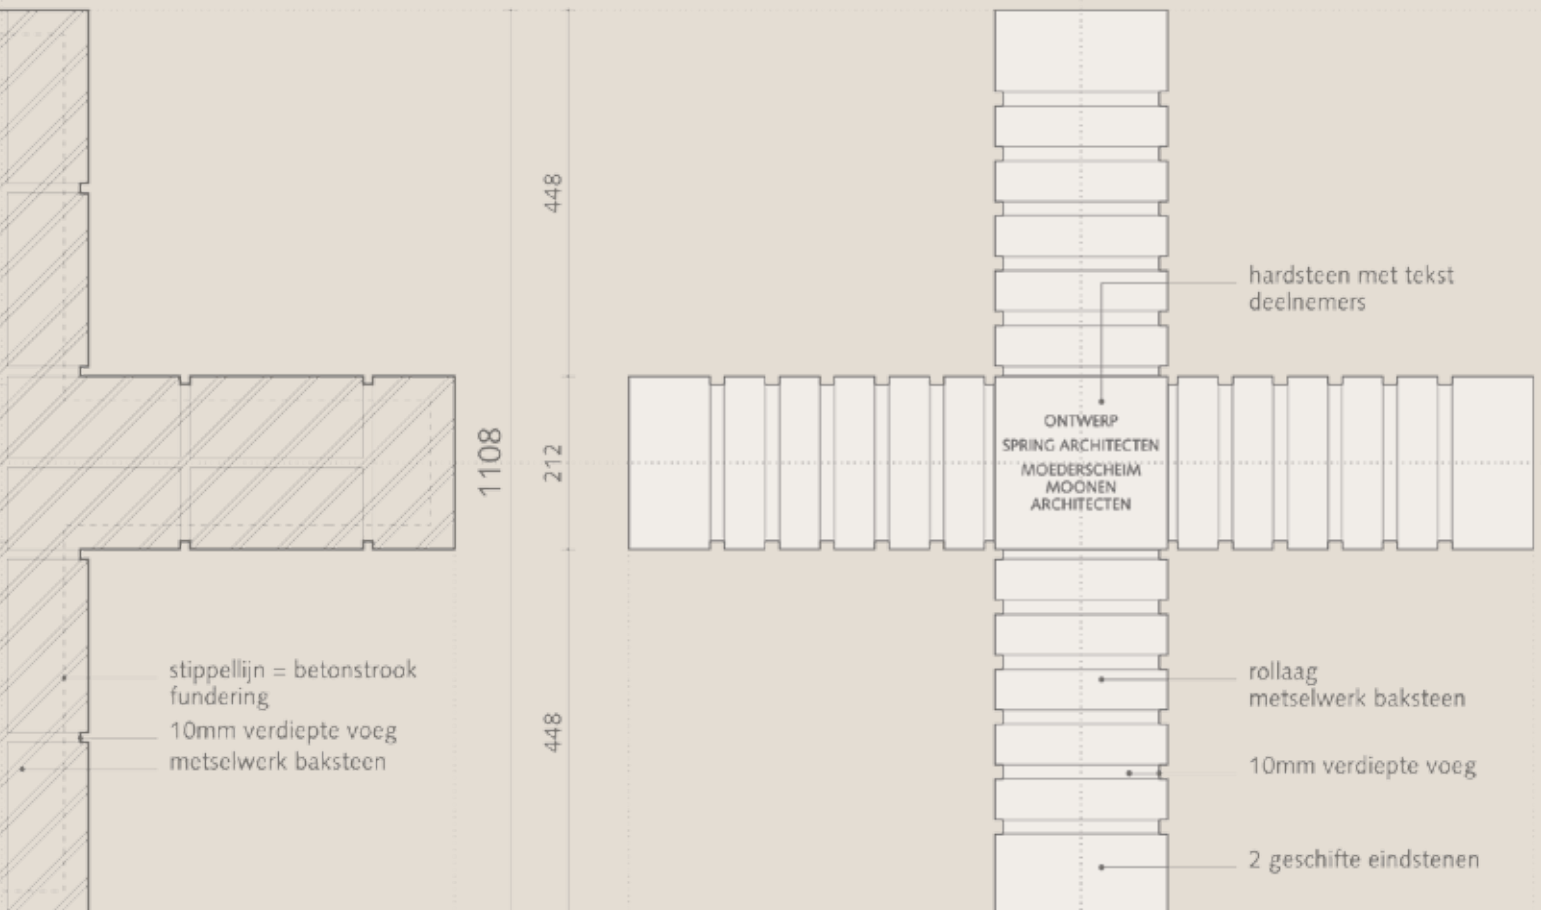 448
1108
212
448
stippellijn = betonstrook
fundering
10mm verdiepte voeg
metselwerk baksteen
hardsteen met tekst
deelnemers
ONTWERP
SPRING ARCHITECTEN
MOEDERSCHEIM
MOONEN
ARCHITECTEN
rollaag
metselwerk baksteen
10mm verdiepte voeg
2 geschifte eindstenen